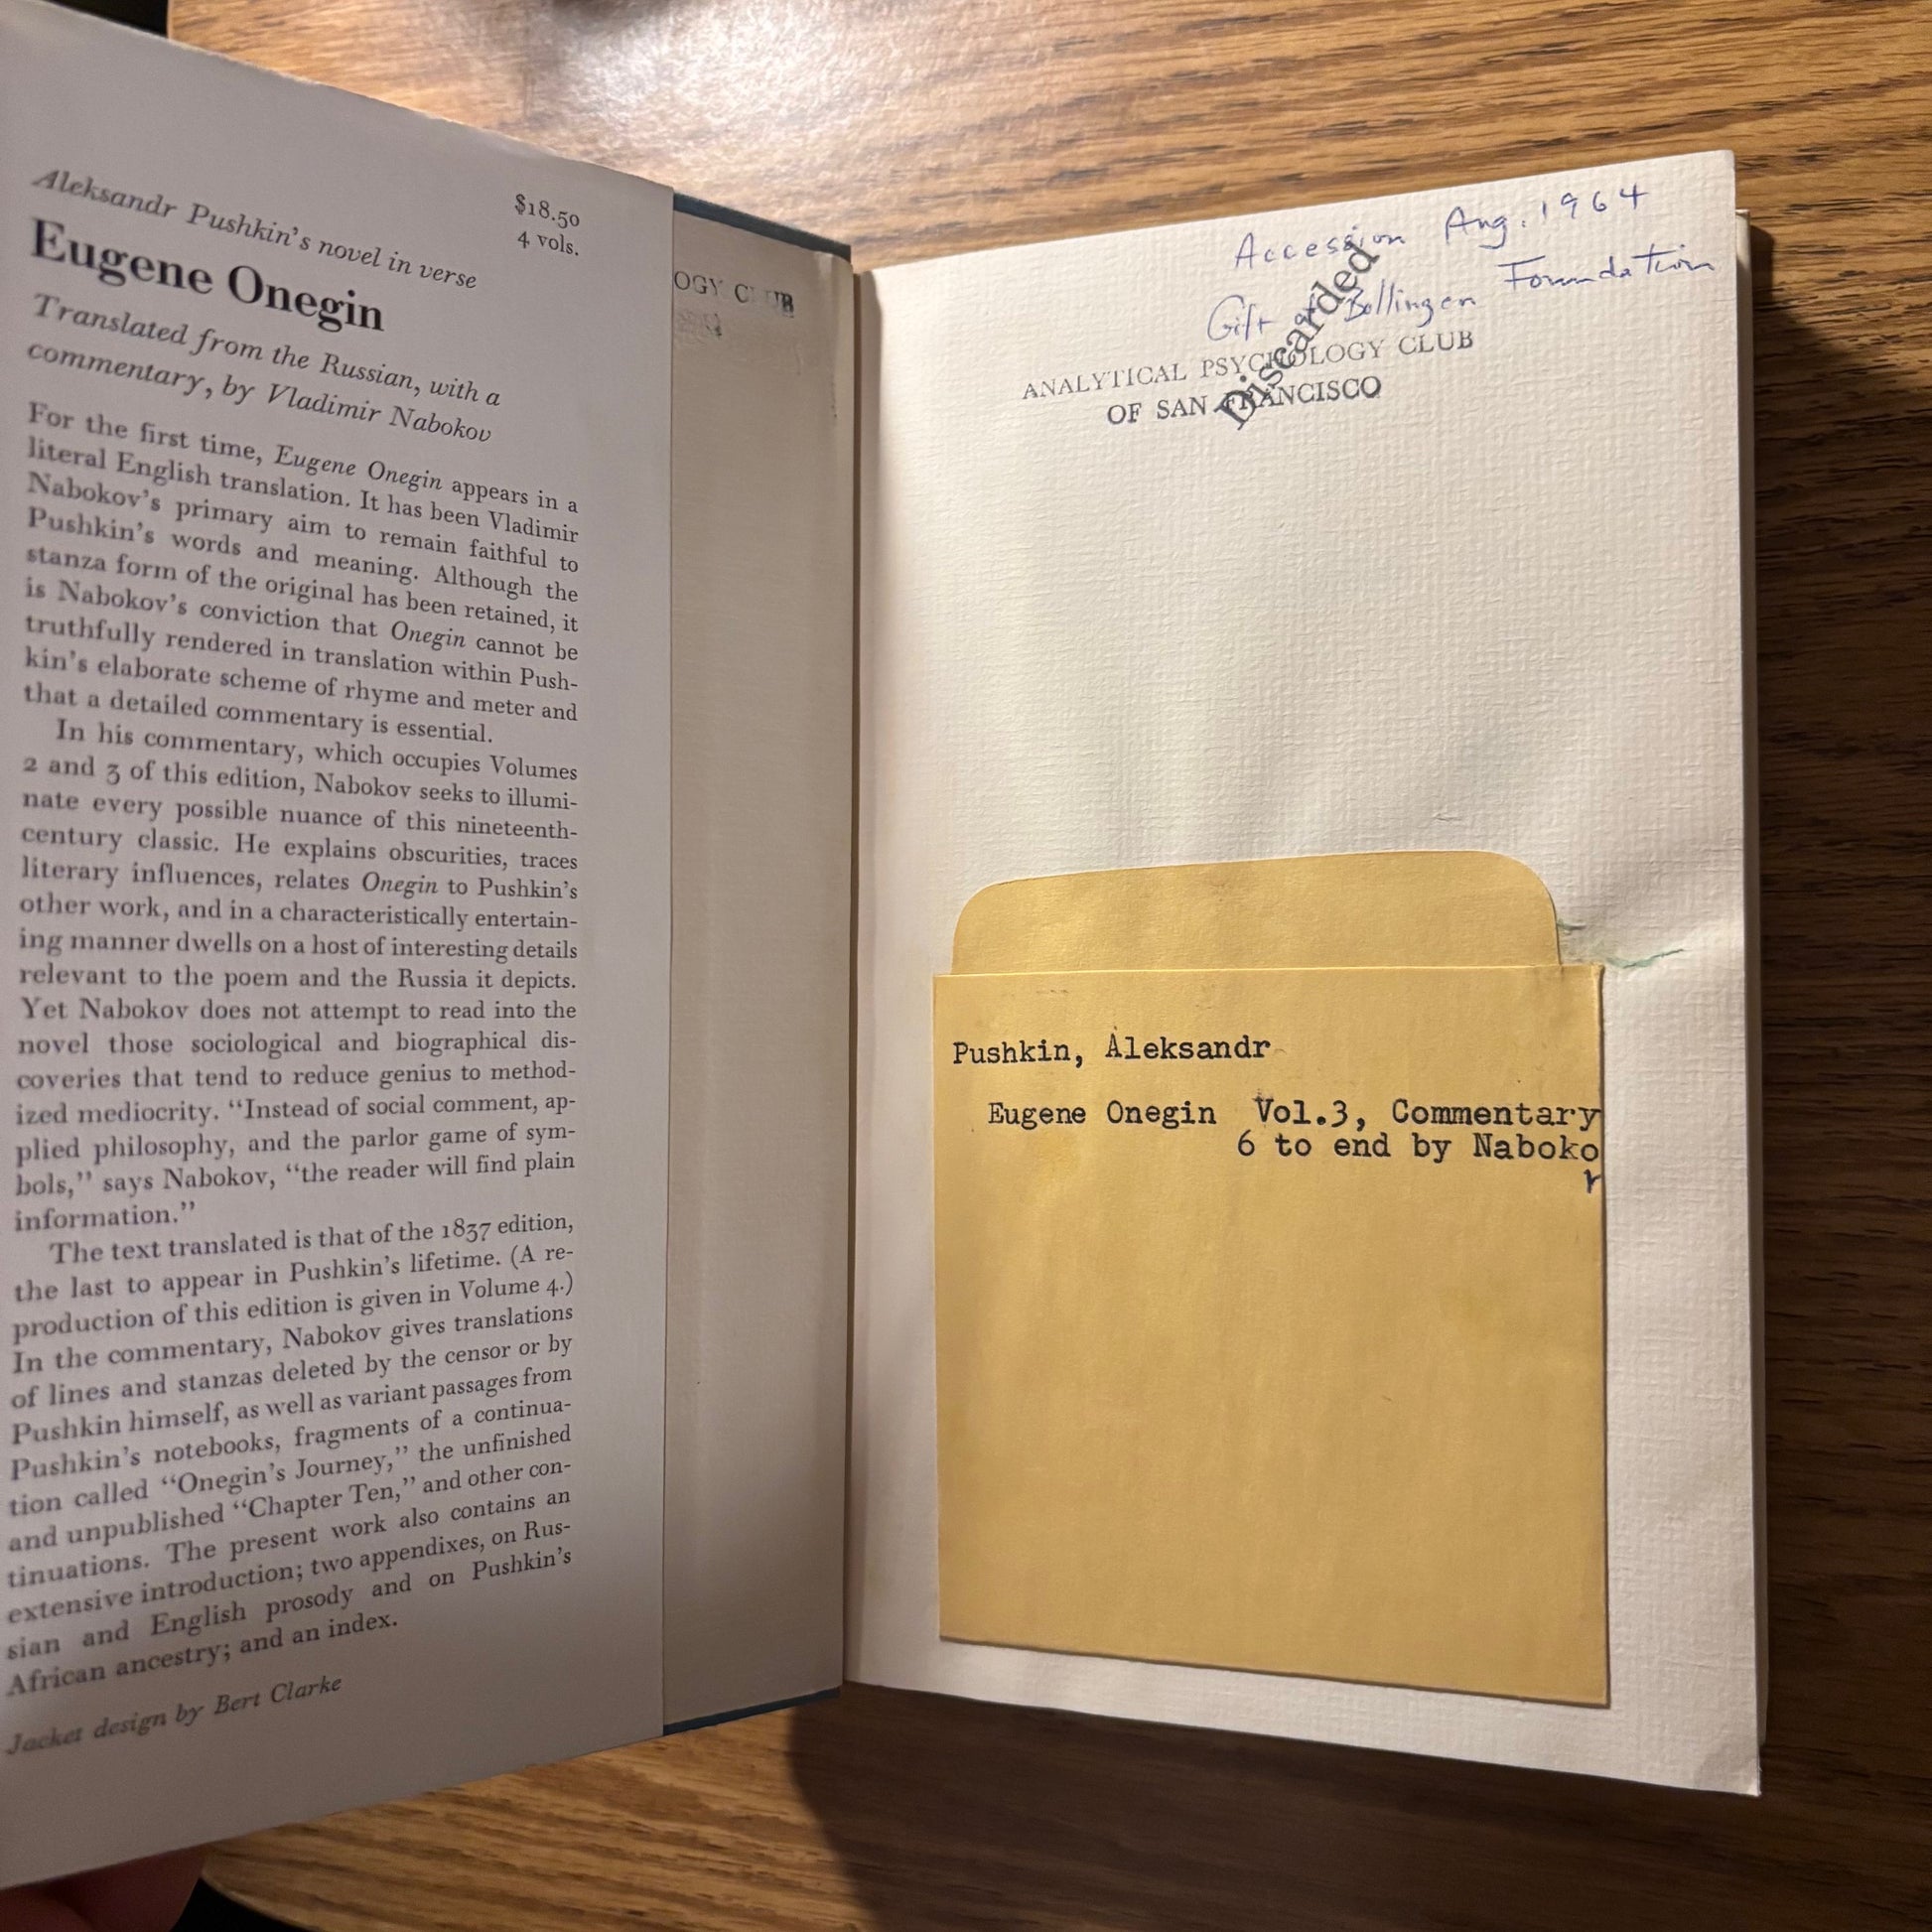 Aleksandr Pushkin's novel in verse
$18.50
4 vols.
Eugene Onegin
Translated from the Russian, with a
commentary, by Vladimir Nabokov
For the first time, Eugene Onegin appears in a
literal English translation. It has been Vladimir
Nabokov's primary aim to remain faithful to
Pushkin's words and meaning. Although the
stanza form of the original has been retained, it
is Nabokov's conviction that Onegin cannot be
truthfully rendered in translation within Push-
kin's elaborate scheme of rhyme and meter and
that a detailed commentary is essential.
In his commentary, which occupies Volumes
2 and 3 of this edition, Nabokov seeks to illumi-
nate every possible nuance of this nineteenth-
century classic. He explains obscurities, traces
literary influences, relates Onegin to Pushkin's
other work, and in a characteristically entertain-
ing manner dwells on a host of interesting details
relevant to the poem and the Russia it depicts.
Yet Nabokov does not attempt to read into the
novel those sociological and biographical dis-
coveries that tend to reduce genius to method-
ized mediocrity. "Instead of social comment, ap-
plied philosophy, and the parlor game of sym-
bols," says Nabokov, "the reader will find plain
information."
The text translated is that of the 1837 edition,
the last to appear in Pushkin's lifetime. (A re-
production of this edition is given in Volume 4.)
In the commentary, Nabokov gives translations
of lines and stanzas deleted by the censor or by
Pushkin himself, as well as variant passages from
Pushkin's notebooks, fragments of a continua-
tion called "Onegin's Journey," the unfinished
and unpublished "Chapter Ten," and other con-
tinuations. The present work also contains an
extensive introduction; two appendixes, on Rus-
sian and English prosody and on Pushkin's
African ancestry; and an index.
Jacket design by Bert Clarke
OGY CLUB
Accession Aug. 1964
Gift of Bollingen Foundation
Discarded
ANALYTICAL PSYCHOLOGY CLUB
OF SAN FRANCISCO
Pushkin, Aleksandr
Eugene Onegin Vol.3, Commentary
6 to end by Naboko
v